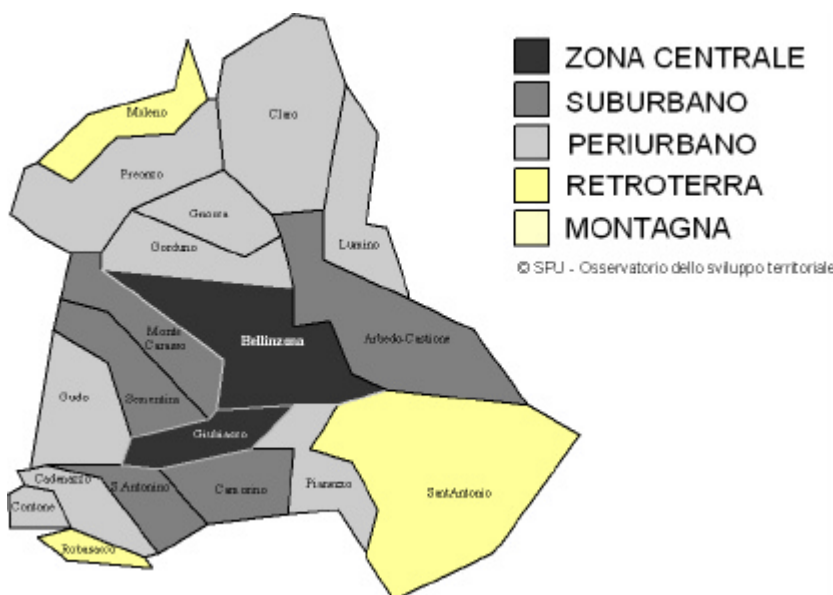 ZONA CENTRALE
SUBURBANO
PERIURBANO
RETROTERRA
MONTAGNA
© SPU - Osservatorio dello sviluppo territoriale
Moleno
Claro
Preonzo
Gnosca
Gorduno
Lumino
Monte
Carasso
Bellinzona
Arbedo-Castione
Gudo
Sementina
Giubiasco
Cadenazzo
S.Antonino
Camorino
Pianezzo
Sant'Antonio
Contone
Robasacco